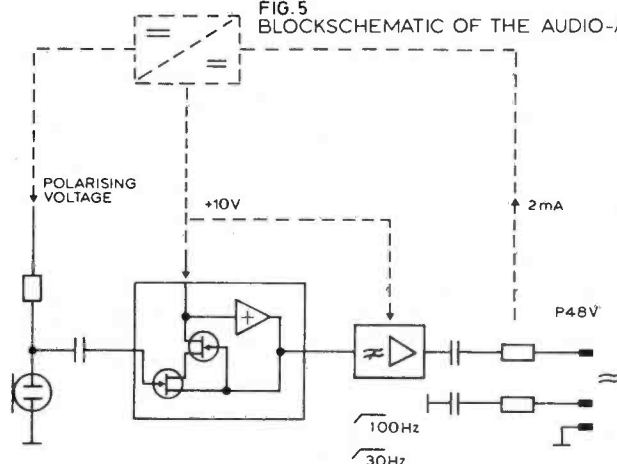 FIG.5
BLOCKSCHEMATIC OF THE AUDIO-
POLARISING
VOLTAGE
+10V
2mA
P48V
100Hz
30Hz